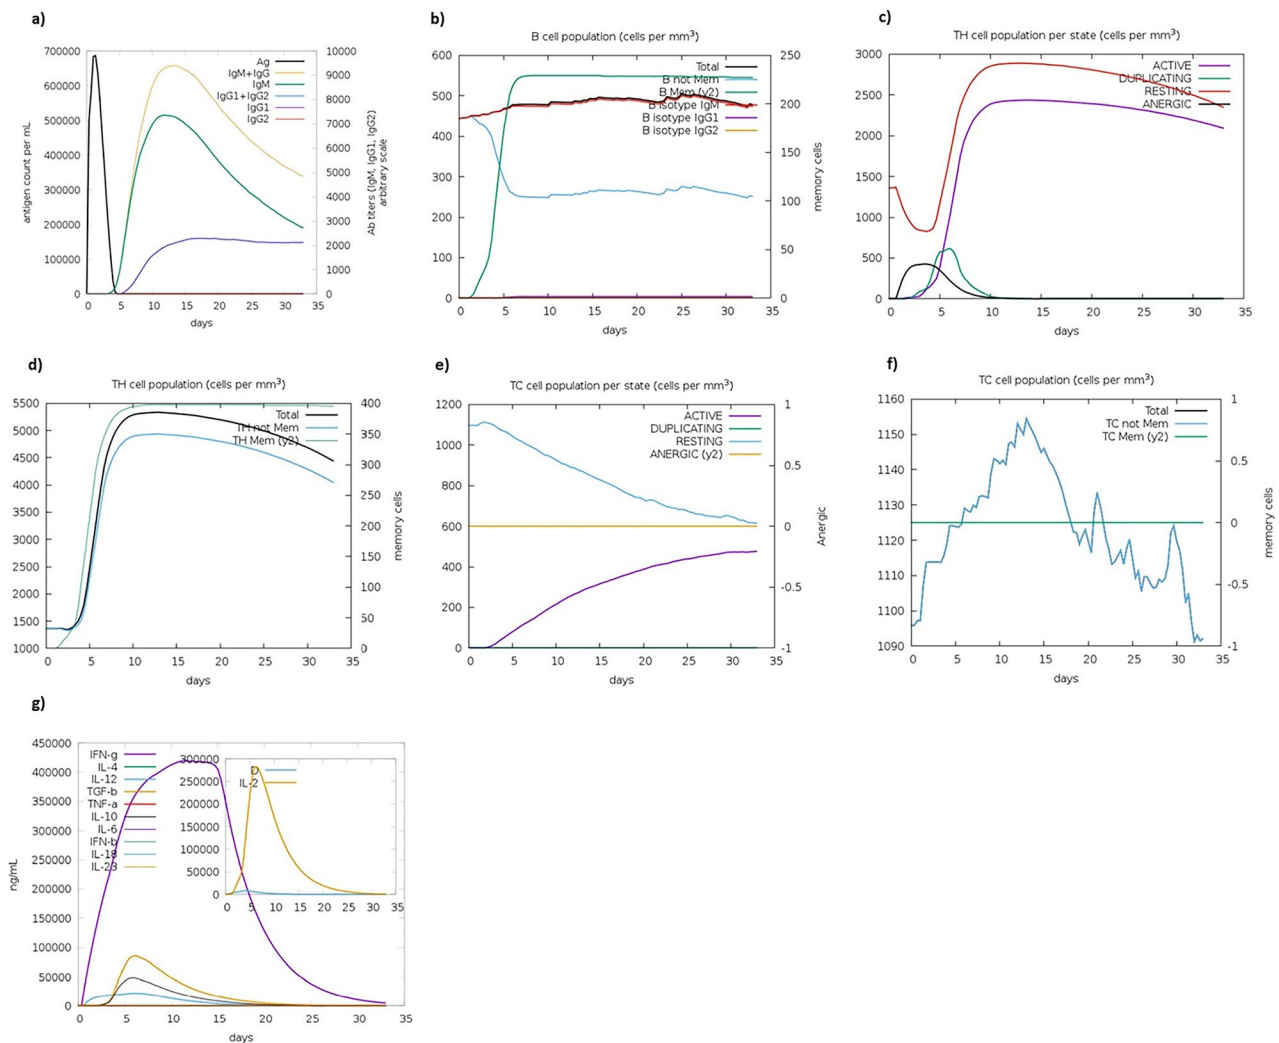 a)
700000
600000
500000
400000
300000
200000
100000
0
antigen count per mL
Ag
IgM+IgG
IgM
IgG1+IgG2
IgG1
IgG2
10000
9000
8000
7000
6000
5000
4000
3000
2000
1000
0
Ab titers (IgM, IgG1, IgG2)
arbitrary scale
0 5 10 15 20 25 30 35
days
b)
B cell population (cells per mm3)
600
500
400
300
200
100
0
Total
B not Mem
B Mem (y2)
B isotype IgM
B isotype IgG1
B isotype IgG2
250
200
150
100
50
0
memory cells
0 5 10 15 20 25 30 35
days
c)
TH cell population per state (cells per mm3)
3000
2500
2000
1500
1000
500
0
ACTIVE
DUPLICATING
RESTING
ANERGIC
0 5 10 15 20 25 30 35
days
d)
TH cell population (cells per mm3)
5500
5000
4500
4000
3500
3000
2500
2000
1500
1000
Total
TH not Mem
TH Mem (y2)
400
350
300
250
200
150
100
50
0
memory cells
0 5 10 15 20 25 30 35
days
e)
TC cell population per state (cells per mm3)
1200
1000
800
600
400
200
0
ACTIVE
DUPLICATING
RESTING
ANERGIC (y2)
1
0.5
0
-0.5
-1
Anergic
0 5 10 15 20 25 30 35
days
f)
TC cell population (cells per mm3)
1160
1150
1140
1130
1120
1110
1100
1090
Total
TC not Mem
TC Mem (y2)
1
0.5
0
-0.5
-1
memory cells
0 5 10 15 20 25 30 35
days
g)
450000
400000
350000
300000
250000
200000
150000
100000
50000
0
ng/mL
IFN-g
IL-4
IL-12
TGF-b
TNF-a
IL-10
IL-6
IFN-b
IL-18
IL-23
300000
250000
200000
150000
100000
50000
0
D
IL-2
0 5 10 15 20 25 30 35
0 5 10 15 20 25 30 35
days